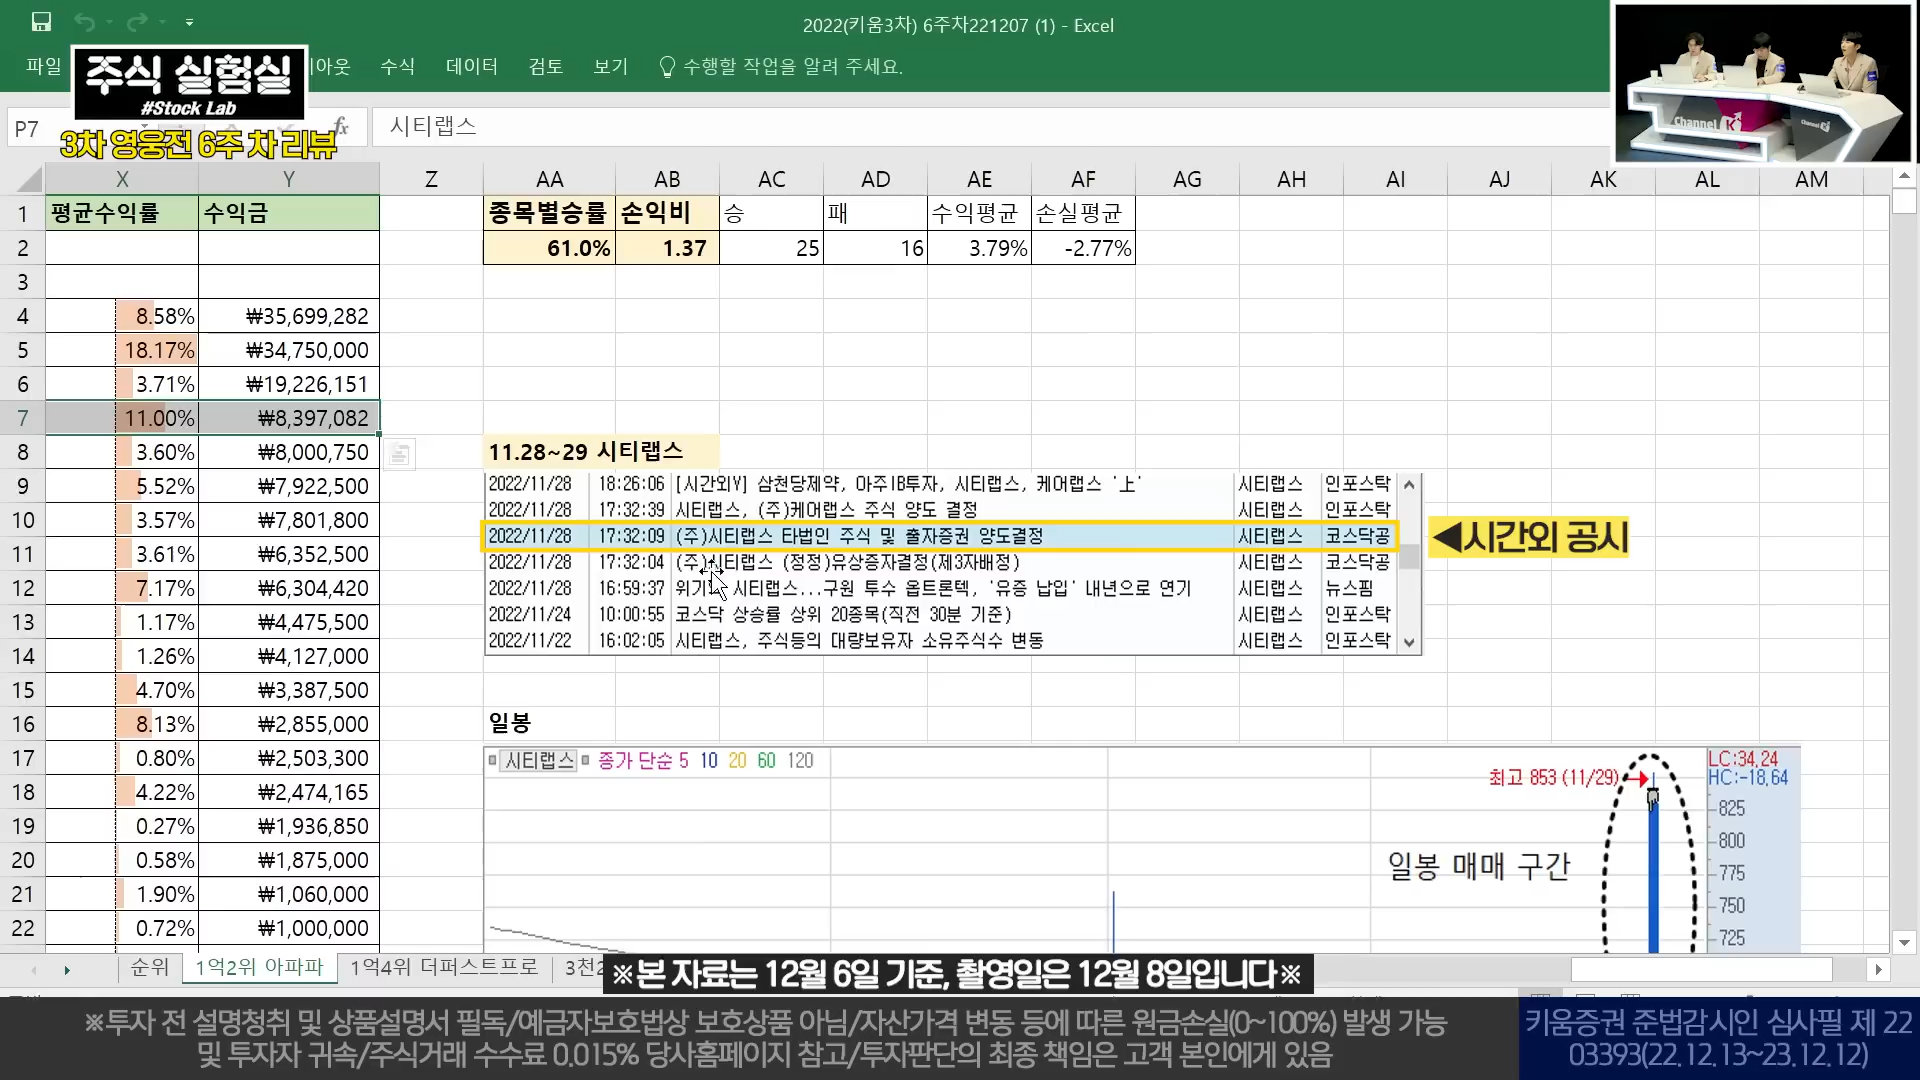 2022(키움3차) 6주차221207 (1) - Excel
파일 이아웃 수식 데이터 검토 보기 수행할 작업을 알려 주세요.
주식 실험실
#Stock Lab
3차 영웅전 6주 차 리뷰
P7 fx 시티랩스
Channel K
X Y Z AA AB AC AD AE AF AG AH AI AJ AK AL AM
1 평균수익률 수익금 종목별승률 손익비 승 패 수익평균 손실평균
2 61.0% 1.37 25 16 3.79% -2.77%
3
4 8.58% ₩35,699,282
5 18.17% ₩34,750,000
6 3.71% ₩19,226,151
7 11.00% ₩8,397,082
8 3.60% ₩8,000,750 11.28~29 시티랩스
9 5.52% ₩7,922,500
10 3.57% ₩7,801,800
11 3.61% ₩6,352,500
12 7.17% ₩6,304,420
13 1.17% ₩4,475,500
14 1.26% ₩4,127,000
15 4.70% ₩3,387,500
16 8.13% ₩2,855,000
17 0.80% ₩2,503,300
18 4.22% ₩2,474,165
19 0.27% ₩1,936,850
20 0.58% ₩1,875,000
21 1.90% ₩1,060,000
22 0.72% ₩1,000,000
2022/11/28 18:26:06 [시간외V] 삼천당제약, 아주IB투자, 시티랩스, 케어랩스 '上' 시티랩스 인포스탁
2022/11/28 17:32:39 시티랩스, (주)케어랩스 주식 양도 결정 시티랩스 인포스탁
2022/11/28 17:32:09 (주)시티랩스 타법인 주식 및 출자증권 양도결정 시티랩스 코스닥공
◀시간외 공시
2022/11/28 17:32:04 (주)시티랩스 (정정)유상증자결정(제3자배정) 시티랩스 코스닥공
2022/11/28 16:59:37 위기의 시티랩스...구원 투수 옵트론텍, '유증 납입' 내년으로 연기 시티랩스 뉴스핌
2022/11/24 10:00:55 코스닥 상승률 상위 20종목(직전 30분 기준) 시티랩스 인포스탁
2022/11/22 16:02:05 시티랩스, 주식등의 대량보유자 소유주식수 변동 시티랩스 인포스탁
일봉
시티랩스 종가 단순 5 10 20 60 120
최고 853 (11/29)
LC:34,24
HC:-18,64
825
800
일봉 매매 구간
775
750
725
순위 1억2위 아파파 1억4위 더퍼스트프로 3천2
※본 자료는 12월 6일 기준, 촬영일은 12월 8일입니다※
※투자 전 설명청취 및 상품설명서 필독/예금자보호법상 보호상품 아님/자산가격 변동 등에 따른 원금손실(0~100%) 발생 가능
및 투자자 귀속/주식거래 수수료 0.015% 당사홈페이지 참고/투자판단의 최종 책임은 고객 본인에게 있음
키움증권 준법감시인 심사필 제 22
03393(22.12.13~23.12.12)